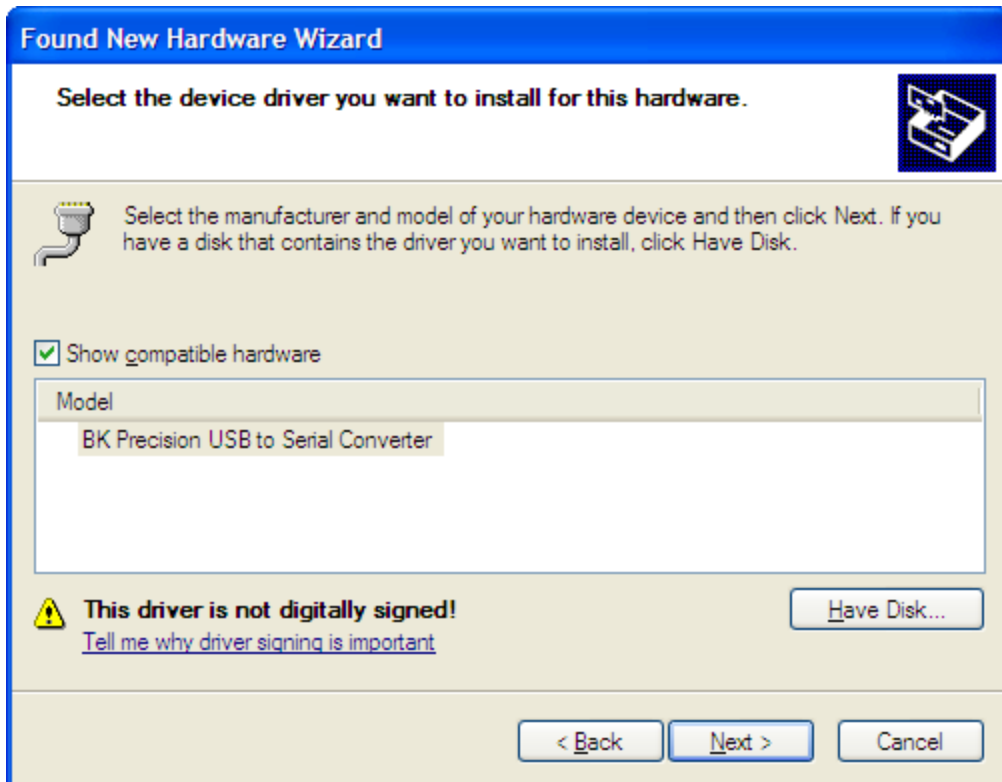 Found New Hardware Wizard
Select the device driver you want to install for this hardware.
Select the manufacturer and model of your hardware device and then click Next. If you
have a disk that contains the driver you want to install, click Have Disk.
Show compatible hardware
Model
BK Precision USB to Serial Converter
This driver is not digitally signed!
Have Disk...
Tell me why driver signing is important
< Back
Next >
Cancel